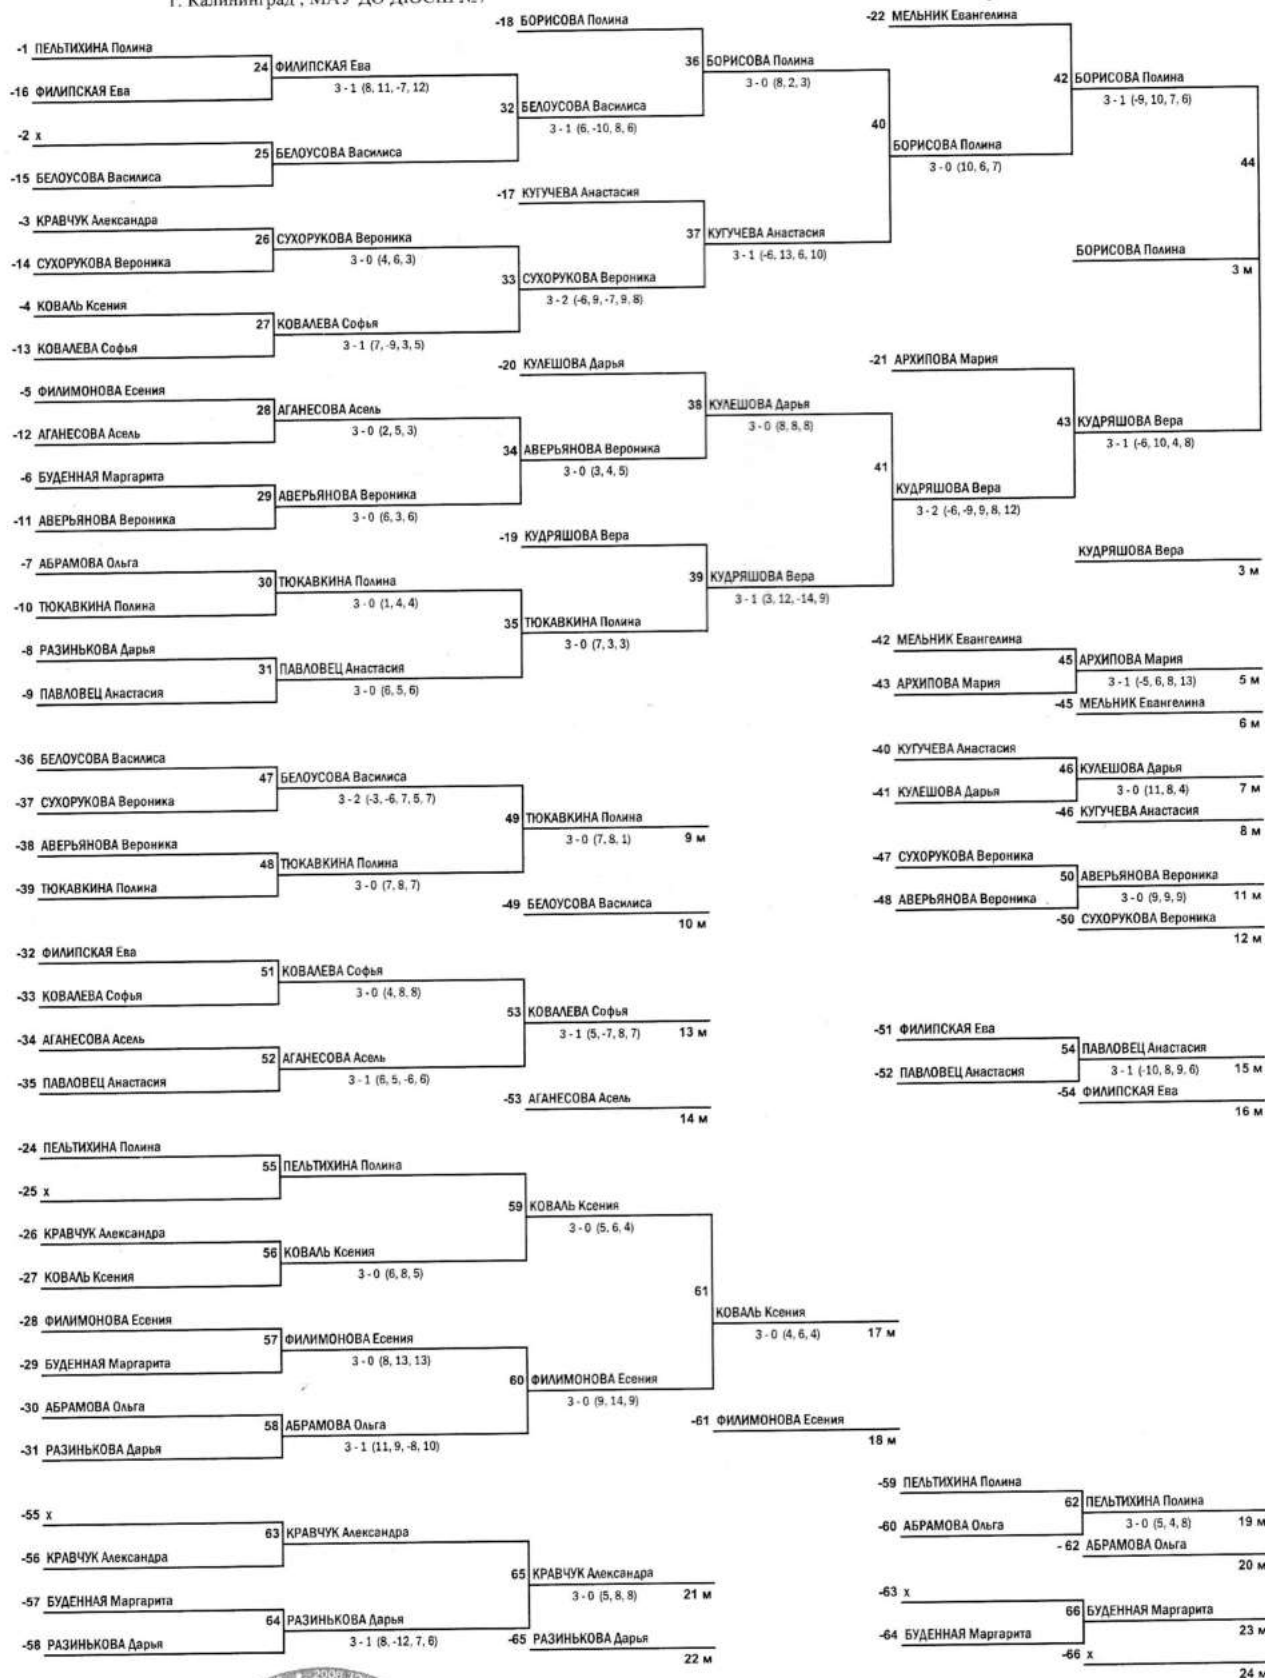 г. Калининград , МАУ ДО ДЮСШ №7
-1 ПЕЛЬТИХИНА Полина
24 ФИЛИПСКАЯ Ева
3 - 1 (8, 11, -7, 12)
-16 ФИЛИПСКАЯ Ева
-2 x
25 БЕЛОУСОВА Василиса
-15 БЕЛОУСОВА Василиса
32 БЕЛОУСОВА Василиса
3 - 1 (6, -10, 8, 6)
-3 КРАВЧУК Александра
26 СУХОРУКОВА Вероника
3 - 0 (4, 6, 3)
-14 СУХОРУКОВА Вероника
-4 КОВАЛЬ Ксения
27 КОВАЛЕВА Софья
3 - 1 (7, -9, 3, 5)
-13 КОВАЛЕВА Софья
33 СУХОРУКОВА Вероника
3 - 2 (-6, 9, -7, 9, 8)
-5 ФИЛИМОНОВА Есения
28 АГАНЕСОВА Асель
3 - 0 (2, 5, 3)
-12 АГАНЕСОВА Асель
-6 БУДЕННАЯ Маргарита
29 АВЕРЬЯНОВА Вероника
3 - 0 (6, 3, 6)
-11 АВЕРЬЯНОВА Вероника
34 АВЕРЬЯНОВА Вероника
3 - 0 (3, 4, 5)
-7 АБРАМОВА Ольга
30 ТЮКАВКИНА Полина
3 - 0 (1, 4, 4)
-10 ТЮКАВКИНА Полина
-8 РАЗИНЬКОВА Дарья
31 ПАВЛОВЕЦ Анастасия
3 - 0 (6, 5, 6)
-9 ПАВЛОВЕЦ Анастасия
35 ТЮКАВКИНА Полина
3 - 0 (7, 3, 3)
-18 БОРИСОВА Полина
36 БОРИСОВА Полина
3 - 0 (8, 2, 3)
-17 КУГУЧЕВА Анастасия
37 КУГУЧЕВА Анастасия
3 - 1 (-6, 13, 6, 10)
-20 КУЛЕШОВА Дарья
38 КУЛЕШОВА Дарья
3 - 0 (8, 8, 8)
-19 КУДРЯШОВА Вера
39 КУДРЯШОВА Вера
3 - 1 (3, 12, -14, 9)
40
БОРИСОВА Полина
3 - 0 (10, 6, 7)
41
КУДРЯШОВА Вера
3 - 2 (-6, -9, 9, 8, 12)
-22 МЕЛЬНИК Евангелина
42 БОРИСОВА Полина
3 - 1 (-9, 10, 7, 6)
-21 АРХИПОВА Мария
43 КУДРЯШОВА Вера
3 - 1 (-6, 10, 4, 8)
44
БОРИСОВА Полина
3 м
КУДРЯШОВА Вера
3 м
-42 МЕЛЬНИК Евангелина
45 АРХИПОВА Мария
3 - 1 (-5, 6, 8, 13) 5 м
-43 АРХИПОВА Мария
-45 МЕЛЬНИК Евангелина
6 м
-40 КУГУЧЕВА Анастасия
46 КУЛЕШОВА Дарья
3 - 0 (11, 8, 4) 7 м
-41 КУЛЕШОВА Дарья
-46 КУГУЧЕВА Анастасия
8 м
-36 БЕЛОУСОВА Василиса
47 БЕЛОУСОВА Василиса
3 - 2 (-3, -6, 7, 5, 7)
-37 СУХОРУКОВА Вероника
-38 АВЕРЬЯНОВА Вероника
48 ТЮКАВКИНА Полина
3 - 0 (7, 8, 7)
-39 ТЮКАВКИНА Полина
49 ТЮКАВКИНА Полина
3 - 0 (7, 8, 1) 9 м
-49 БЕЛОУСОВА Василиса
10 м
-47 СУХОРУКОВА Вероника
50 АВЕРЬЯНОВА Вероника
3 - 0 (9, 9, 9) 11 м
-48 АВЕРЬЯНОВА Вероника
-50 СУХОРУКОВА Вероника
12 м
-32 ФИЛИПСКАЯ Ева
51 КОВАЛЕВА Софья
3 - 0 (4, 8, 8)
-33 КОВАЛЕВА Софья
-34 АГАНЕСОВА Асель
52 АГАНЕСОВА Асель
3 - 1 (6, 5, -6, 6)
-35 ПАВЛОВЕЦ Анастасия
53 КОВАЛЕВА Софья
3 - 1 (5, -7, 8, 7) 13 м
-53 АГАНЕСОВА Асель
14 м
-51 ФИЛИПСКАЯ Ева
54 ПАВЛОВЕЦ Анастасия
3 - 1 (-10, 8, 9, 6) 15 м
-52 ПАВЛОВЕЦ Анастасия
-54 ФИЛИПСКАЯ Ева
16 м
-24 ПЕЛЬТИХИНА Полина
55 ПЕЛЬТИХИНА Полина
-25 x
-26 КРАВЧУК Александра
56 КОВАЛЬ Ксения
3 - 0 (6, 8, 5)
-27 КОВАЛЬ Ксения
59 КОВАЛЬ Ксения
3 - 0 (5, 6, 4)
-28 ФИЛИМОНОВА Есения
57 ФИЛИМОНОВА Есения
3 - 0 (8, 13, 13)
-29 БУДЕННАЯ Маргарита
-30 АБРАМОВА Ольга
58 АБРАМОВА Ольга
3 - 1 (11, 9, -8, 10)
-31 РАЗИНЬКОВА Дарья
60 ФИЛИМОНОВА Есения
3 - 0 (9, 14, 9)
61
КОВАЛЬ Ксения
3 - 0 (4, 6, 4) 17 м
-61 ФИЛИМОНОВА Есения
18 м
-59 ПЕЛЬТИХИНА Полина
62 ПЕЛЬТИХИНА Полина
3 - 0 (5, 4, 8) 19 м
-60 АБРАМОВА Ольга
- 62 АБРАМОВА Ольга
20 м
-55 x
63 КРАВЧУК Александра
-56 КРАВЧУК Александра
-57 БУДЕННАЯ Маргарита
64 РАЗИНЬКОВА Дарья
3 - 1 (8, -12, 7, 6)
-58 РАЗИНЬКОВА Дарья
65 КРАВЧУК Александра
3 - 0 (5, 8, 8) 21 м
-65 РАЗИНЬКОВА Дарья
22 м
-63 x
66 БУДЕННАЯ Маргарита
23 м
-64 БУДЕННАЯ Маргарита
-66 x
24 м